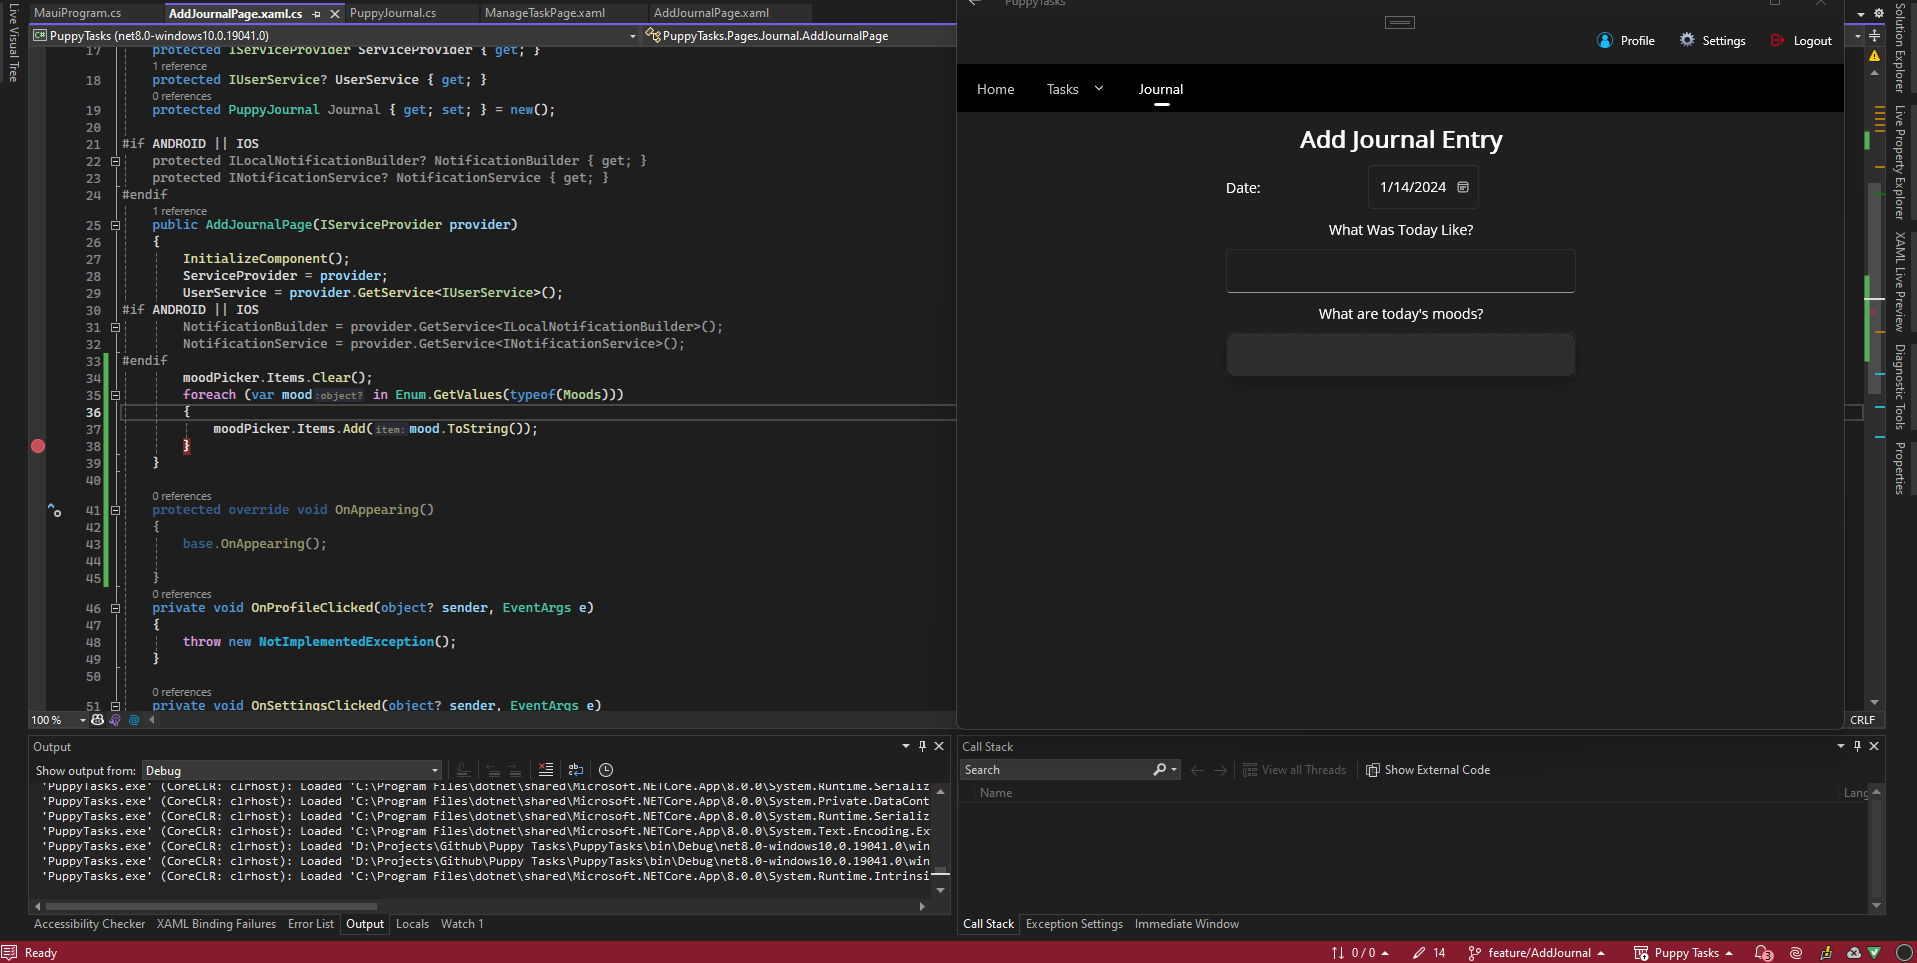 Live Visual Tree
MauiProgram.cs
AddJournalPage.xaml.cs
PuppyJournal.cs
ManageTaskPage.xaml
AddJournalPage.xaml
C# PuppyTasks (net8.0-windows10.0.19041.0)
PuppyTasks.Pages.Journal.AddJournalPage
17 protected IServiceProvider ServiceProvider { get; }
1 reference
18 protected IUserService? UserService { get; }
0 references
19 protected PuppyJournal Journal { get; set; } = new();
20
21 #if ANDROID || IOS
22 protected ILocalNotificationBuilder? NotificationBuilder { get; }
23 protected INotificationService? NotificationService { get; }
24 #endif
1 reference
25 public AddJournalPage(IServiceProvider provider)
26 {
27 InitializeComponent();
28 ServiceProvider = provider;
29 UserService = provider.GetService<IUserService>();
30 #if ANDROID || IOS
31 NotificationBuilder = provider.GetService<ILocalNotificationBuilder>();
32 NotificationService = provider.GetService<INotificationService>();
33 #endif
34 moodPicker.Items.Clear();
35 foreach (var mood :object? in Enum.GetValues(typeof(Moods)))
36 {
37 moodPicker.Items.Add(item: mood.ToString());
38 }
39 }
40
0 references
41 protected override void OnAppearing()
42 {
43 base.OnAppearing();
44
45 }
0 references
46 private void OnProfileClicked(object? sender, EventArgs e)
47 {
48 throw new NotImplementedException();
49 }
50
0 references
51 private void OnSettingsClicked(object? sender, EventArgs e)
100 %
PuppyTasks
Profile
Settings
Logout
Home
Tasks
Journal
Add Journal Entry
Date:
1/14/2024
What Was Today Like?
What are today's moods?
Solution Explorer
Live Property Explorer
XAML Live Preview
Diagnostic Tools
Properties
CRLF
Output
Show output from: Debug
'PuppyTasks.exe' (CoreCLR: clrhost): Loaded 'C:\Program Files\dotnet\shared\Microsoft.NETCore.App\8.0.0\System.Runtime.Serializ
'PuppyTasks.exe' (CoreCLR: clrhost): Loaded 'C:\Program Files\dotnet\shared\Microsoft.NETCore.App\8.0.0\System.Private.DataCont
'PuppyTasks.exe' (CoreCLR: clrhost): Loaded 'C:\Program Files\dotnet\shared\Microsoft.NETCore.App\8.0.0\System.Runtime.Serializ
'PuppyTasks.exe' (CoreCLR: clrhost): Loaded 'C:\Program Files\dotnet\shared\Microsoft.NETCore.App\8.0.0\System.Text.Encoding.Ex
'PuppyTasks.exe' (CoreCLR: clrhost): Loaded 'D:\Projects\Github\Puppy Tasks\PuppyTasks\bin\Debug\net8.0-windows10.0.19041.0\win
'PuppyTasks.exe' (CoreCLR: clrhost): Loaded 'D:\Projects\Github\Puppy Tasks\PuppyTasks\bin\Debug\net8.0-windows10.0.19041.0\win
'PuppyTasks.exe' (CoreCLR: clrhost): Loaded 'C:\Program Files\dotnet\shared\Microsoft.NETCore.App\8.0.0\System.Runtime.Intrinsi
Accessibility Checker
XAML Binding Failures
Error List
Output
Locals
Watch 1
Call Stack
Search
View all Threads
Show External Code
Name
Lang
Call Stack
Exception Settings
Immediate Window
Ready
0 / 0
14
feature/AddJournal
Puppy Tasks
3